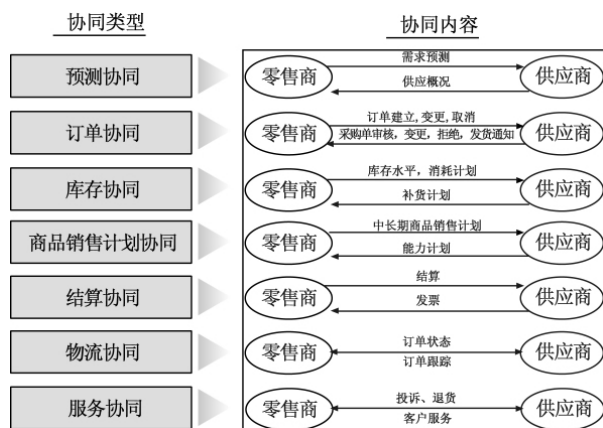 协同类型
协同内容
预测协同
零售商
需求预测
供应概况
供应商
订单协同
零售商
订单建立,变更,取消
采购单审核，变更，拒绝，发货通知
供应商
库存协同
零售商
库存水平，消耗计划
补货计划
供应商
商品销售计划协同
零售商
中长期商品销售计划
能力计划
供应商
结算协同
零售商
结算
发票
供应商
物流协同
零售商
订单状态
订单跟踪
供应商
服务协同
零售商
投诉、退货
客户服务
供应商